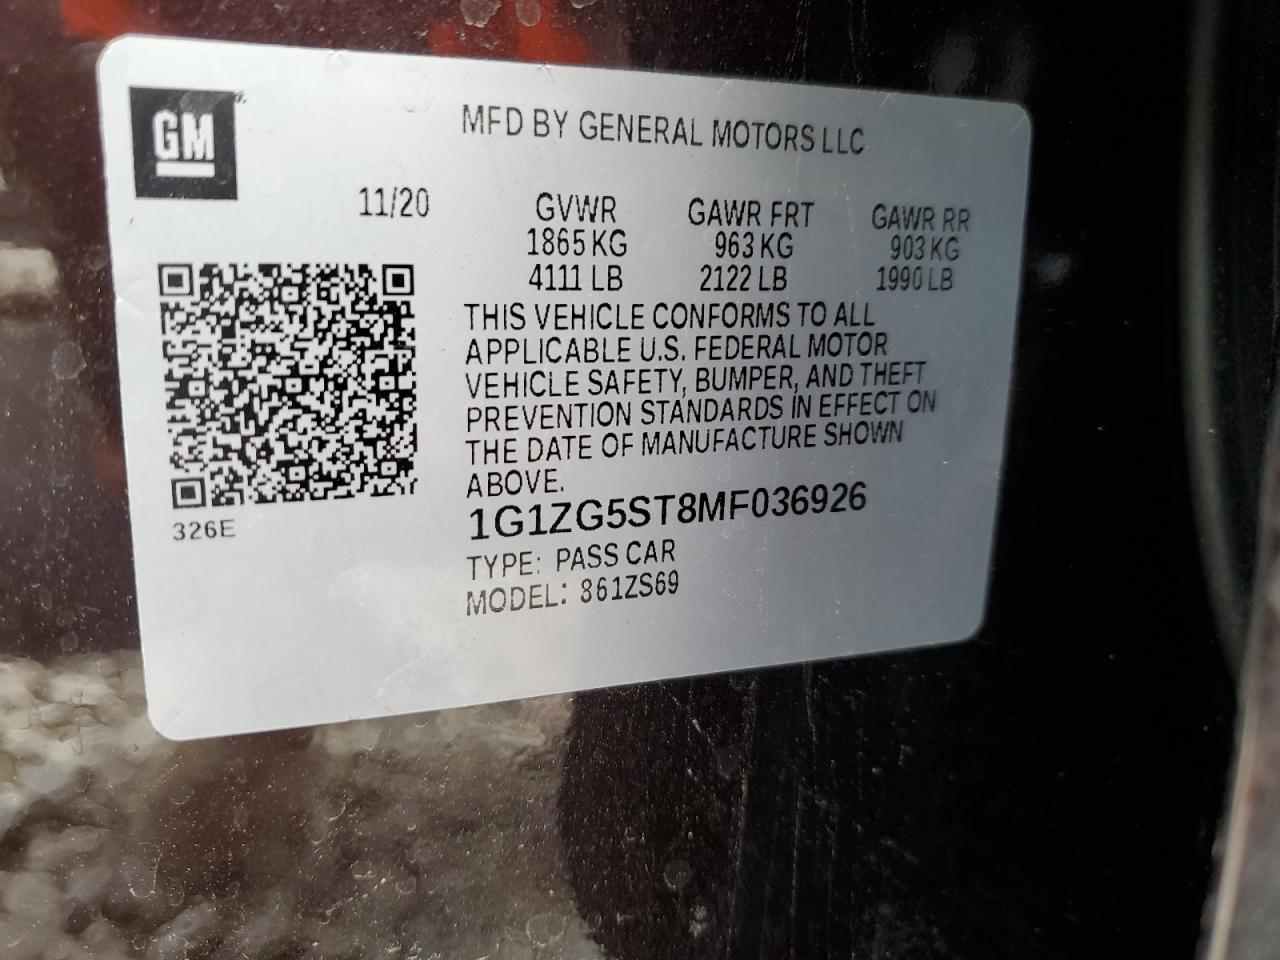 GM
MFD BY GENERAL MOTORS LLC
11/20
GVWR GAWR FRT GAWR RR
1865 KG 963 KG 903 KG
4111 LB 2122 LB 1990 LB
THIS VEHICLE CONFORMS TO ALL
APPLICABLE U.S. FEDERAL MOTOR
VEHICLE SAFETY, BUMPER, AND THEFT
PREVENTION STANDARDS IN EFFECT ON
THE DATE OF MANUFACTURE SHOWN
ABOVE.
326E
1G1ZG5ST8MF036926
TYPE: PASS CAR
MODEL: 861ZS69